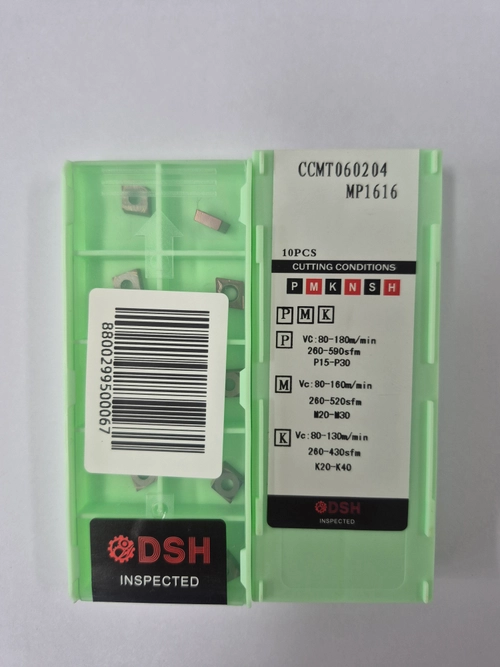 8800299500067
DSH
INSPECTED
CCMT060204
MP1616
10PCS
CUTTING CONDITIONS
P M K N S H
P M K
P VC:80-180m/min
260-590sfm
P15-P30
M Vc:80-160m/min
260-520sfm
M20-M30
K Vc:80-130m/min
260-430sfm
K20-K40
DSH
INSPECTED